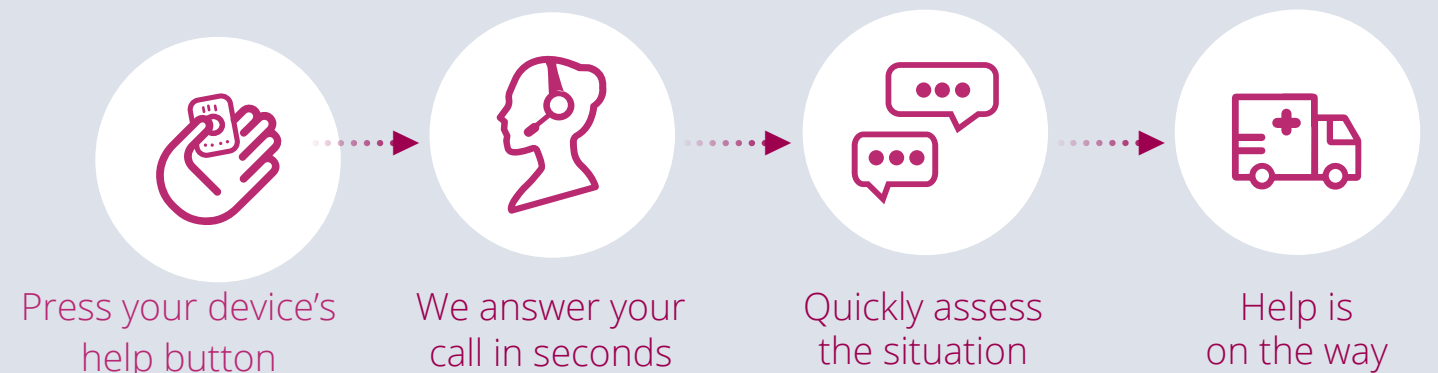 Press your device’s
help button
We answer your
call in seconds
Quickly assess
the situation
Help is
on the way